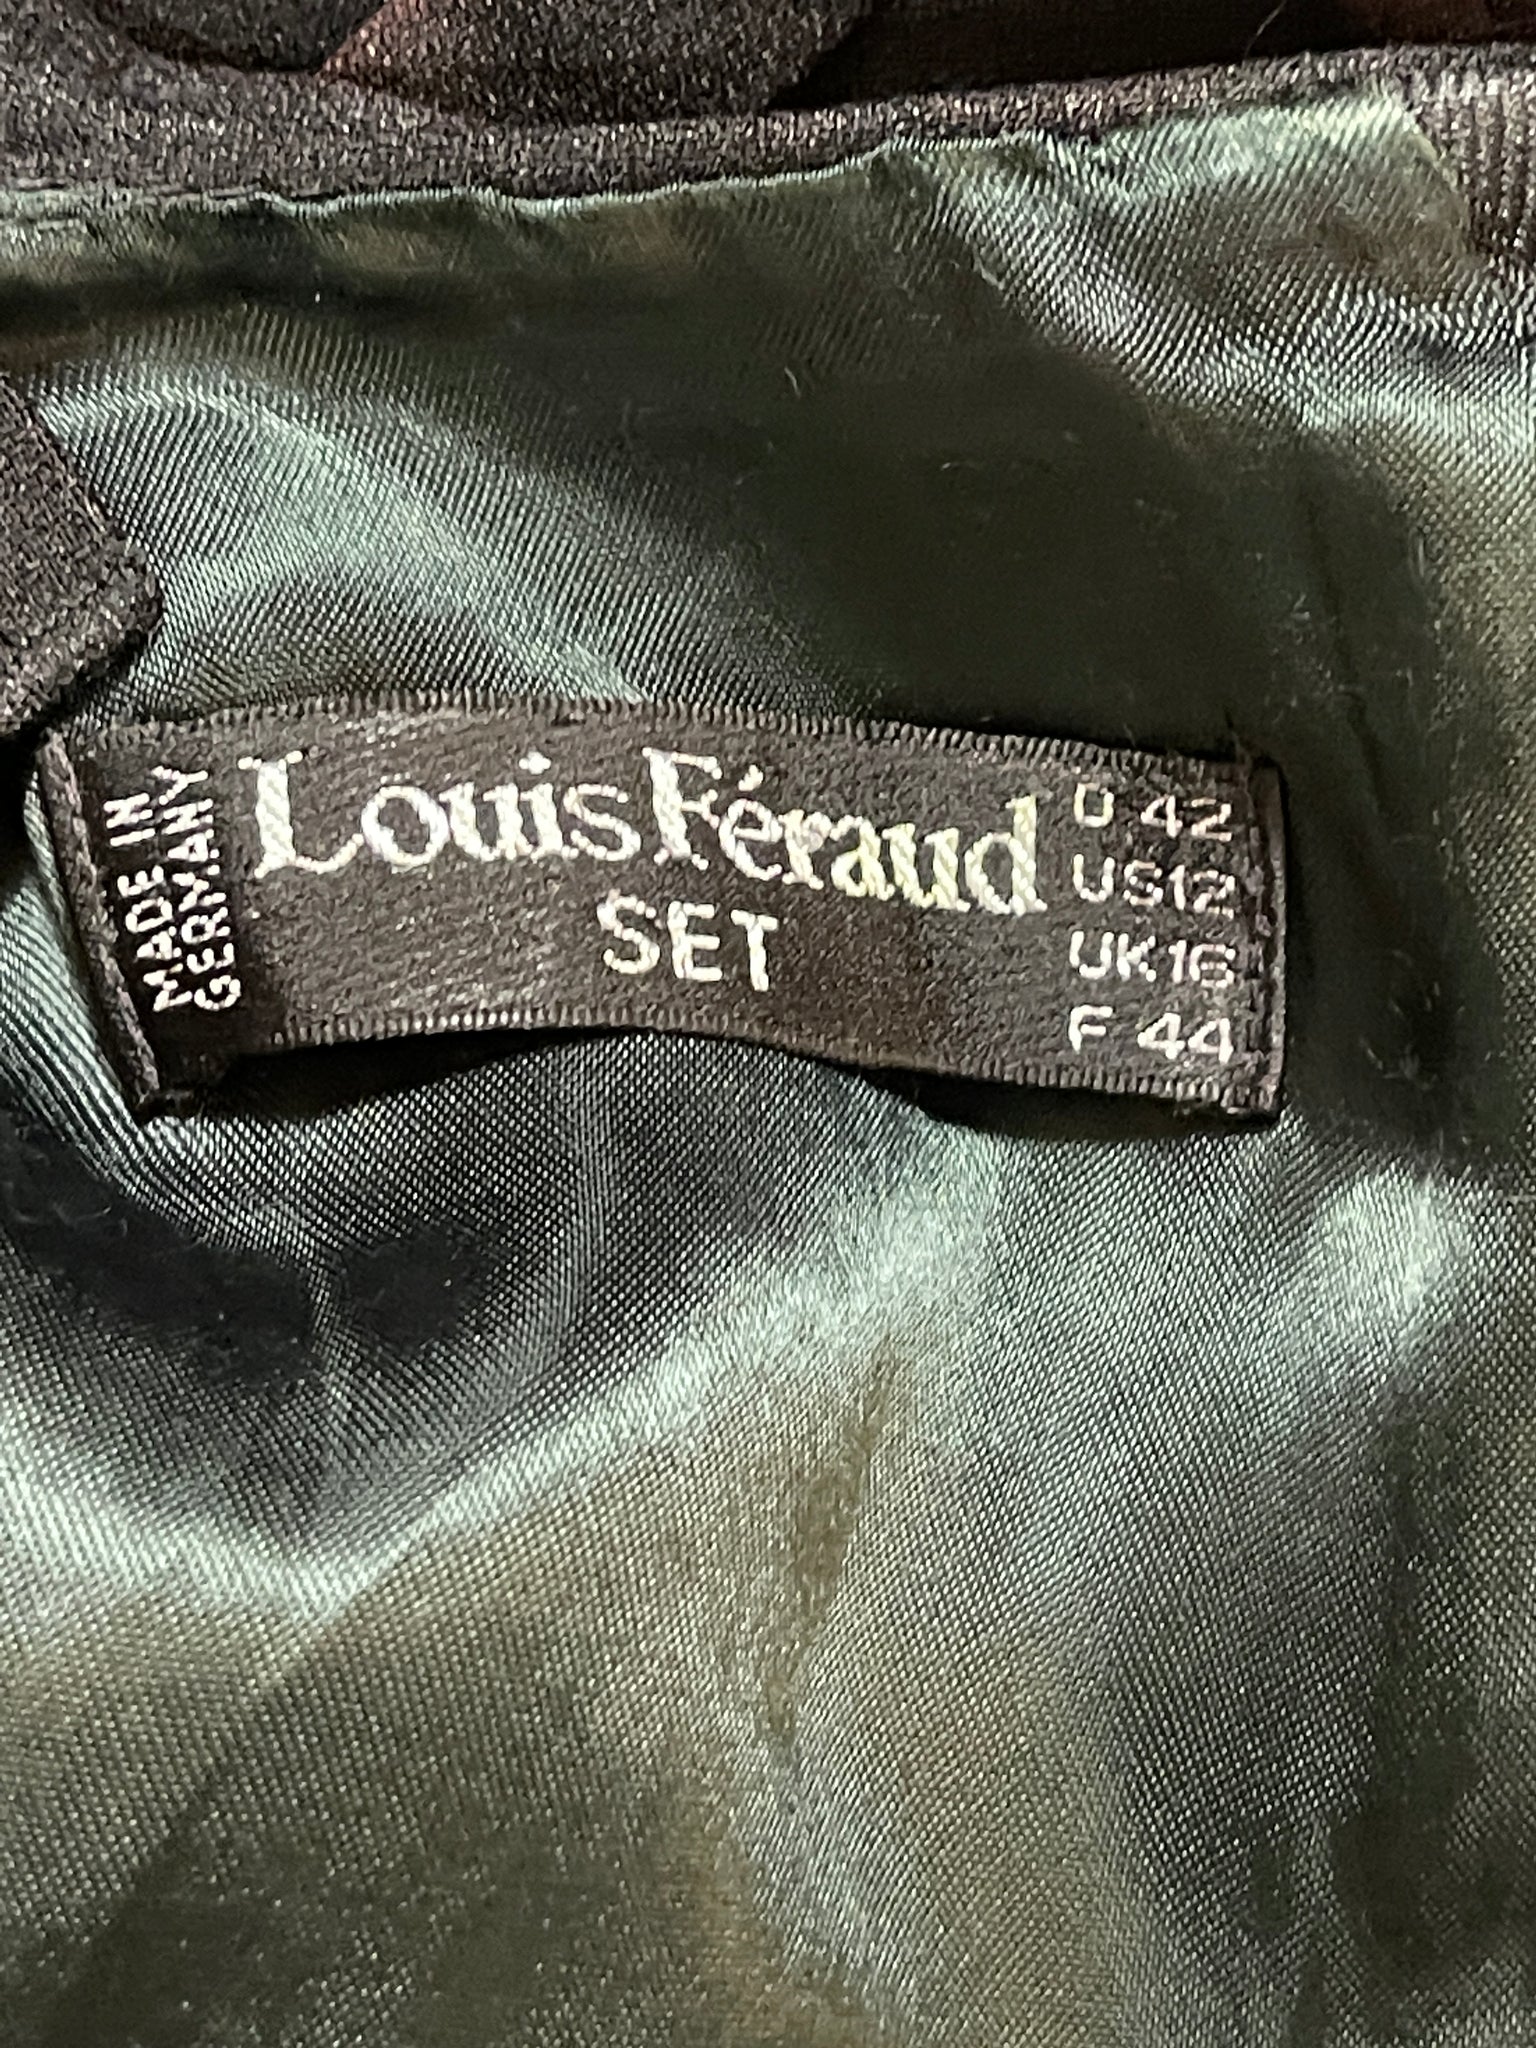 MADE IN
GERMANY
Louis Féraud
SET
D 42
US12
UK16
F 44